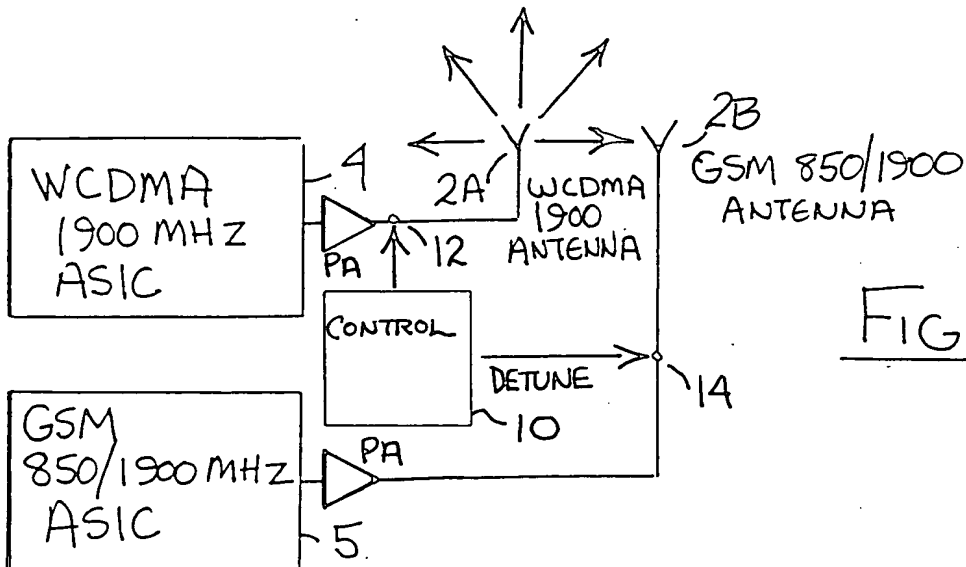 WCDMA
1900 MHZ
ASIC
4
PA
12
2A
WCDMA
1900
ANTENNA
2B
GSM 850/1900
ANTENNA
CONTROL
10
DETUNE
14
FIG
GSM
850/1900 MHZ
ASIC
5
PA